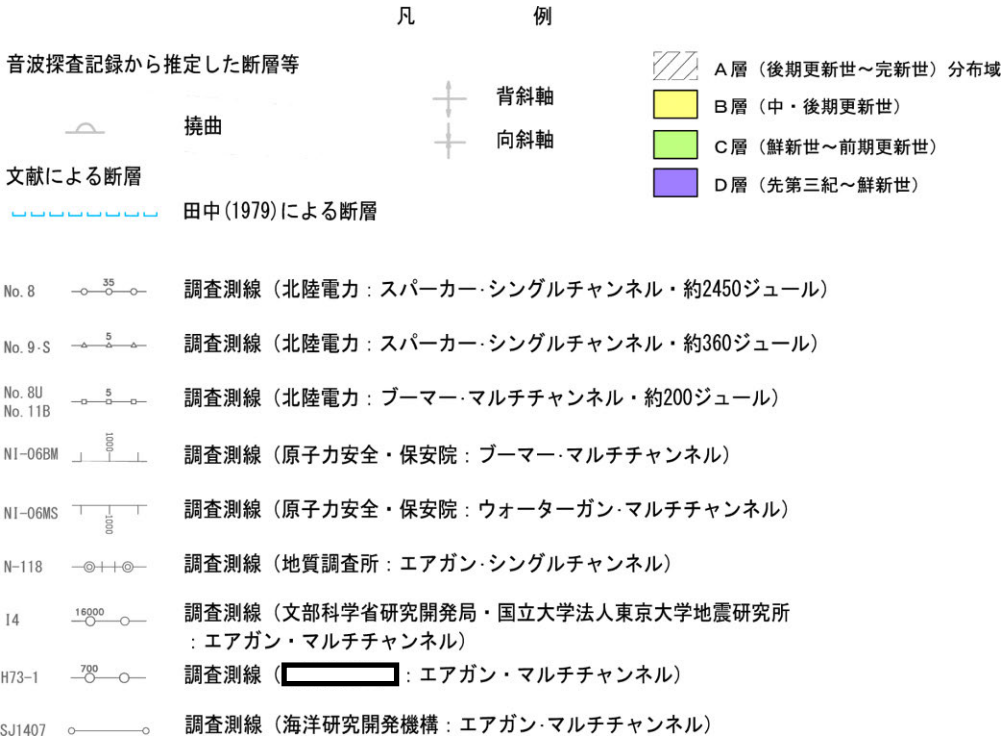 凡 例
音波探査記録から推定した断層等
撓曲
背斜軸
向斜軸
A層（後期更新世～完新世）分布域
B層（中・後期更新世）
C層（鮮新世～前期更新世）
D層（先第三紀～鮮新世）
文献による断層
田中(1979)による断層
No.8 35 調査測線（北陸電力：スパーカー・シングルチャンネル・約2450ジュール）
No.9・S 5 調査測線（北陸電力：スパーカー・シングルチャンネル・約360ジュール）
No.8U
No.11B 5 調査測線（北陸電力：ブーマー・マルチチャンネル・約200ジュール）
NI-06BM 1000 調査測線（原子力安全・保安院：ブーマー・マルチチャンネル）
NI-06MS 1000 調査測線（原子力安全・保安院：ウォーターガン・マルチチャンネル）
N-118 調査測線（地質調査所：エアガン・シングルチャンネル）
I4 16000 調査測線（文部科学省研究開発局・国立大学法人東京大学地震研究所
：エアガン・マルチチャンネル）
H73-1 700 調査測線（ ：エアガン・マルチチャンネル）
SJ1407 調査測線（海洋研究開発機構：エアガン・マルチチャンネル）